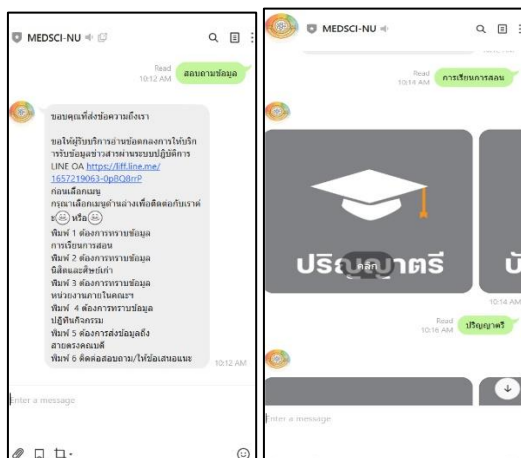 MEDSCI-NU
Read
10:12 AM
สอบถามข้อมูล
ขอบคุณที่ส่งข้อความถึงเรา
ขอให้ผู้รับบริการอ่านข้อตกลงการให้บริก
ารรับข้อมูลข่าวสารผ่านระบบปฏิบัติการ
LINE OA https://liff.line.me/
1657219063-0pBQ8rrP
ก่อนเลือกเมนู
กรุณาเลือกเมนูด้านล่างเพื่อติดต่อกับเราค่
ะ หรือ
พิมพ์ 1 ต้องการทราบข้อมูล
การเรียนการสอน
พิมพ์ 2 ต้องการทราบข้อมูล
นิสิตและศิษย์เก่า
พิมพ์ 3 ต้องการทราบข้อมูล
หน่วยงานภายในคณะฯ
พิมพ์ 4 ต้องการทราบข้อมูล
ปฏิทินกิจกรรม
พิมพ์ 5 ต้องการส่งข้อมูลถึง
สายตรงคณบดี
พิมพ์ 6 ติดต่อสอบถาม/ให้ข้อเสนอแนะ
10:12 AM
Enter a message
MEDSCI-NU
Read
10:14 AM
การเรียนการสอน
ปริญญาตรี
คลิก
บั
10:14 AM
Read
10:16 AM
ปริญญาตรี
Enter a message